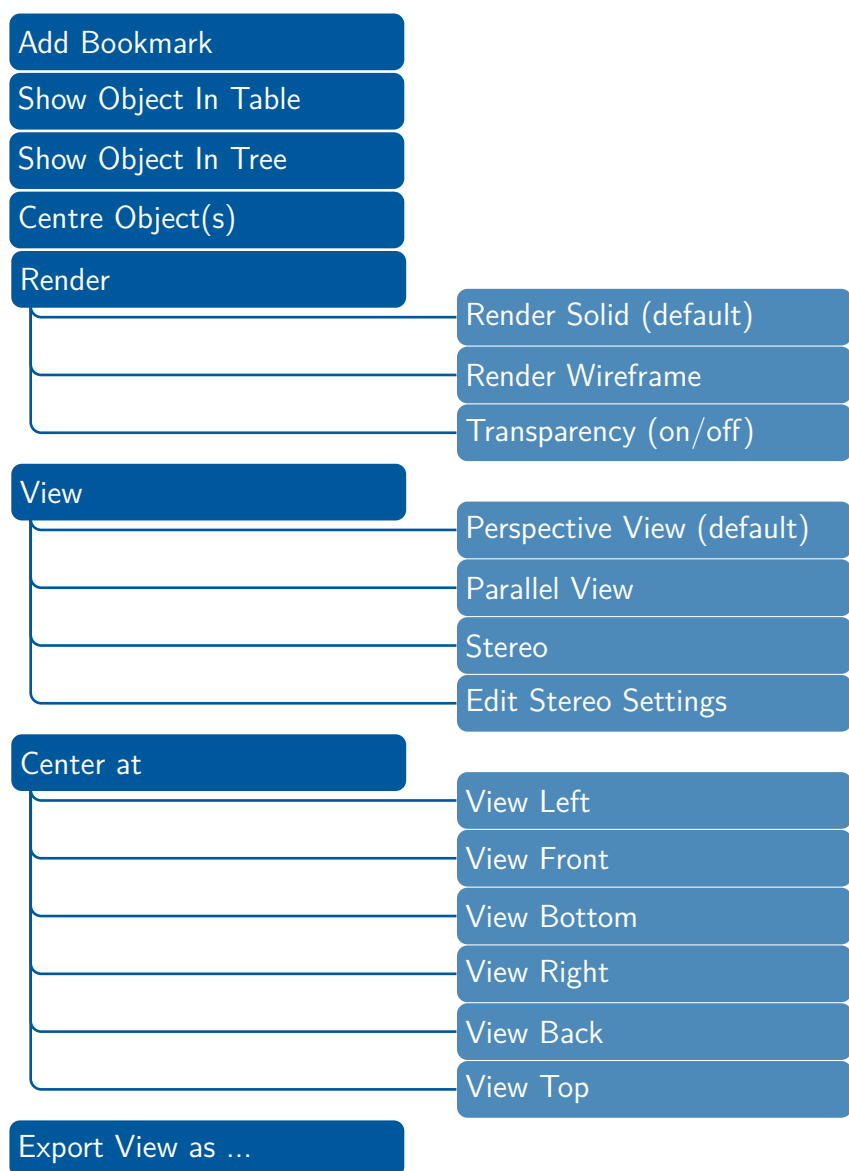 Add Bookmark
Show Object In Table
Show Object In Tree
Centre Object(s)
Render
Render Solid (default)
Render Wireframe
Transparency (on/off)
View
Perspective View (default)
Parallel View
Stereo
Edit Stereo Settings
Center at
View Left
View Front
View Bottom
View Right
View Back
View Top
Export View as ...